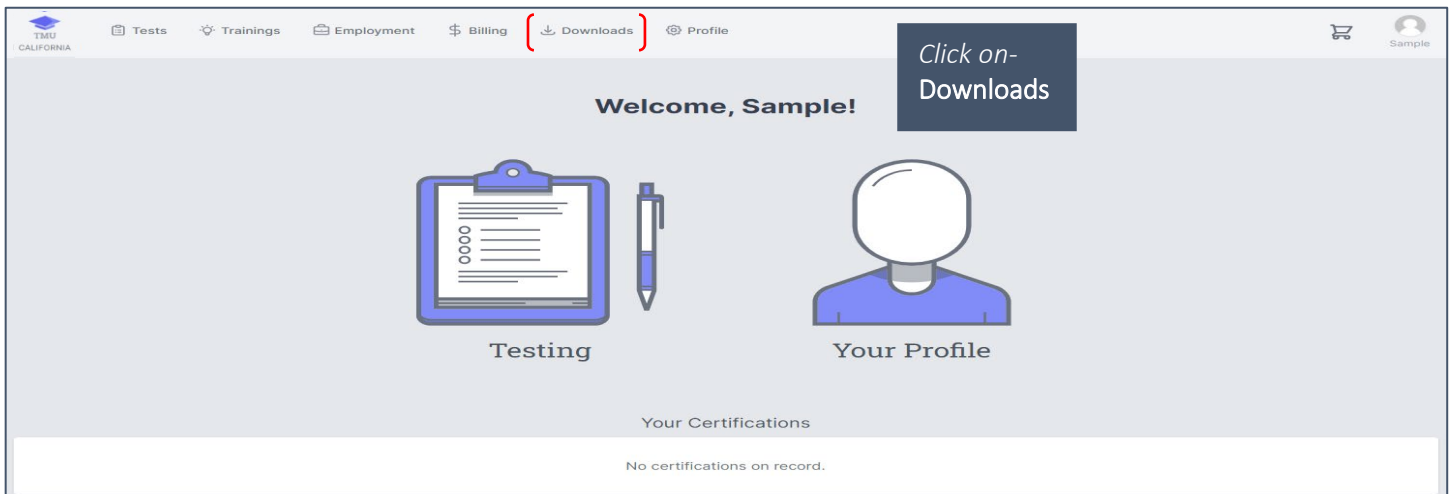 TMU
CALIFORNIA
Tests Trainings Employment Billing Downloads Profile
Sample
Click on-
Downloads
Welcome, Sample!
Testing
Your Profile
Your Certifications
No certifications on record.